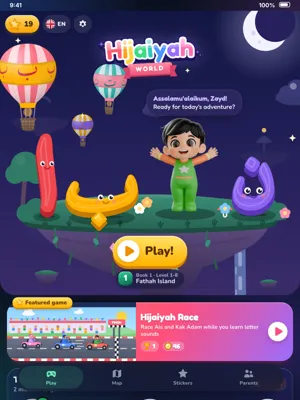 9:41
100%
19
EN
Hijaiyah
WORLD
Assalamu'alaikum, Zayd!
Ready for today's adventure?
Play!
1
Book 1 · Level 1-8
Fathah Island
Featured game
Hijaiyah Race
Race Alis and Kak Adam while you learn letter
sounds
Play
Map
Stickers
Parents